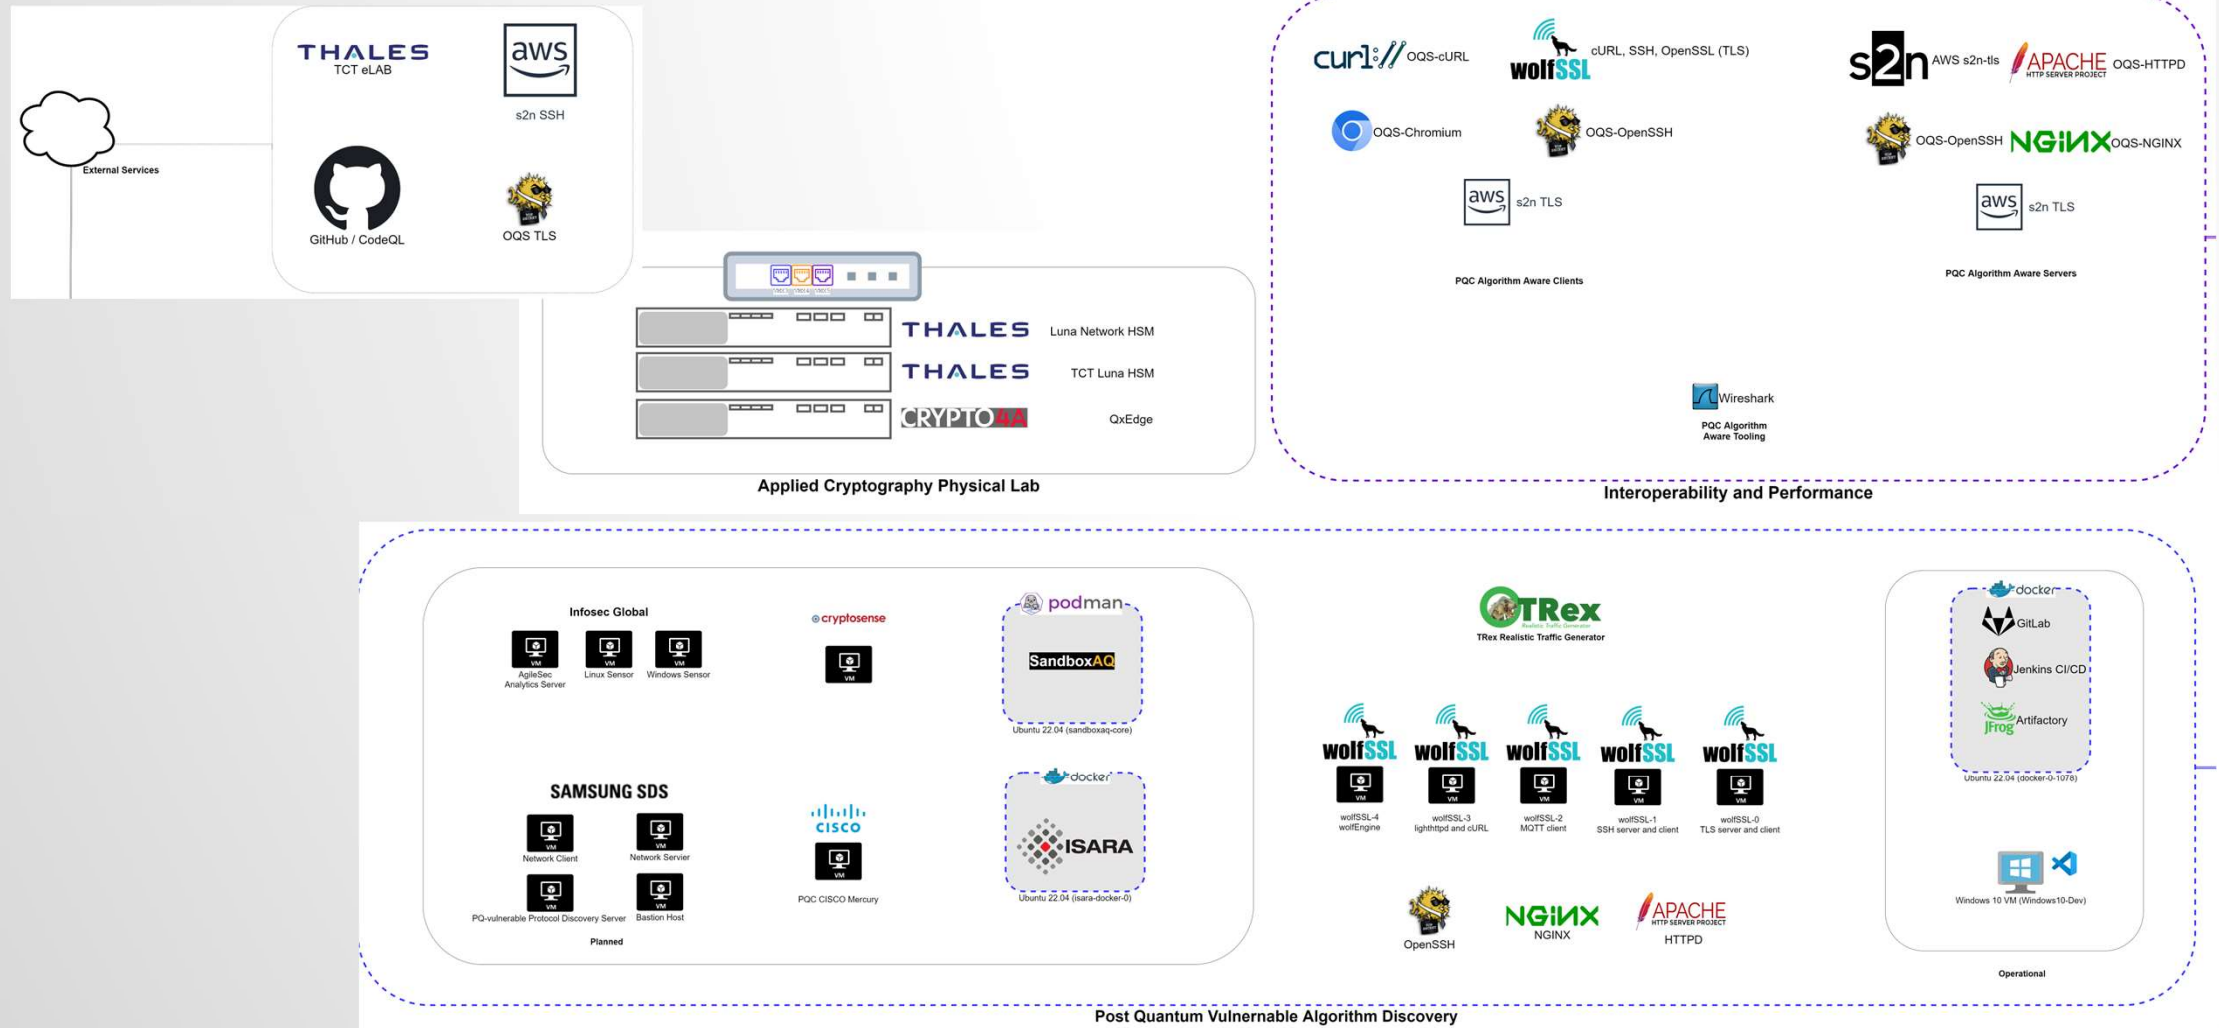 THALES
TCT eLAB
aws
s2n SSH
External Services
GitHub / CodeQL
OQS TLS
THALES
Luna Network HSM
THALES
TCT Luna HSM
CRYPTO4A
QxEdge
Applied Cryptography Physical Lab
curl://
OQS-cURL
wolfSSL
cURL, SSH, OpenSSL (TLS)
OQS-Chromium
OQS-OpenSSH
aws
s2n TLS
PQC Algorithm Aware Clients
s2n
AWS s2n-tls
APACHE
HTTP SERVER PROJECT
OQS-HTTPD
OQS-OpenSSH
NGINX
OQS-NGINX
aws
s2n TLS
PQC Algorithm Aware Servers
Wireshark
PQC Algorithm
Aware Tooling
Interoperability and Performance
Infosec Global
VM
VM
VM
AgileSec
Analytics Server
Linux Sensor
Windows Sensor
cryptosense
VM
podman
SandboxAQ
Ubuntu 22.04 (sandboxaq-core)
SAMSUNG SDS
VM
VM
Network Client
Network Servier
VM
VM
PQ-vulnerable Protocol Discovery Server
Bastion Host
Planned
CISCO
VM
PQC CISCO Mercury
docker
ISARA
Ubuntu 22.04 (isara-docker-0)
TRex
Realistic Traffic Generator
TRex Realistic Traffic Generator
wolfSSL
wolfSSL
wolfSSL
wolfSSL
wolfSSL
VM
VM
VM
VM
VM
wolfSSL-4
wolfEngine
wolfSSL-3
lighthttpd and cURL
wolfSSL-2
MQTT client
wolfSSL-1
SSH server and client
wolfSSL-0
TLS server and client
OpenSSH
NGINX
NGINX
APACHE
HTTP SERVER PROJECT
HTTPD
docker
GitLab
Jenkins CI/CD
JFrog
Artifactory
Ubuntu 22.04 (docker-0-1078)
Windows 10 VM (Windows10-Dev)
Operational
Post Quantum Vulnernable Algorithm Discovery